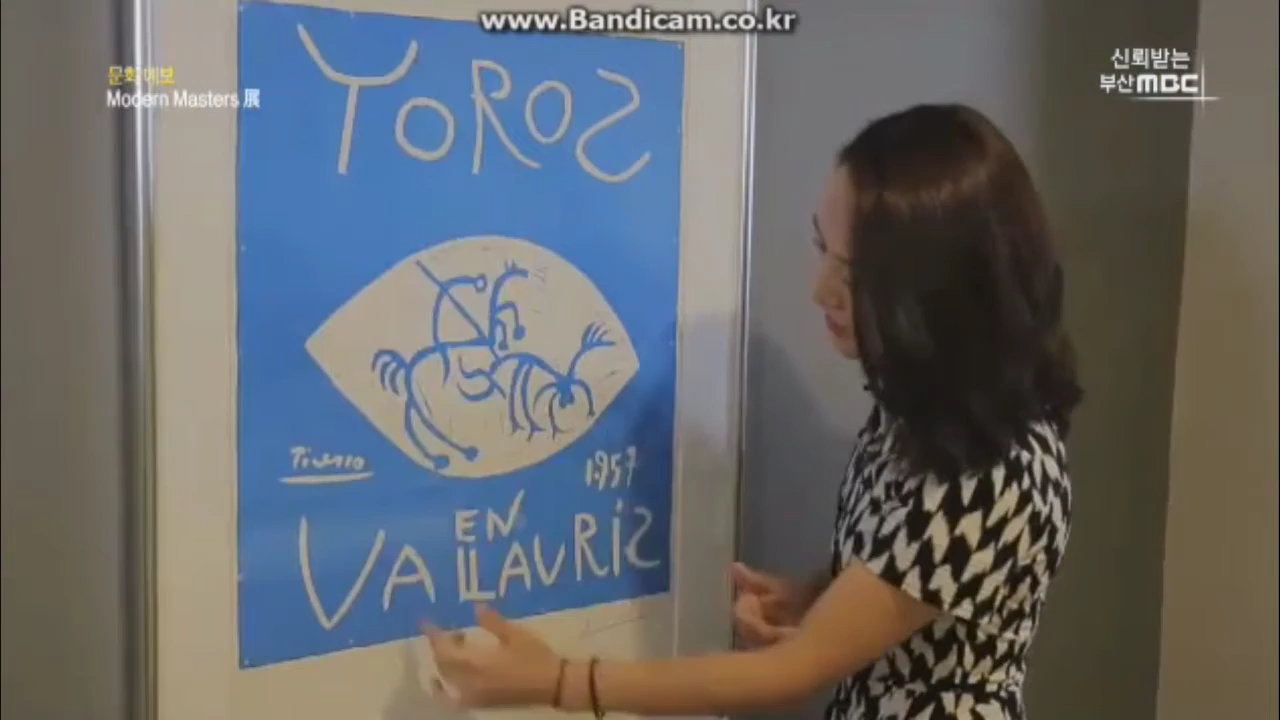 www.Bandicam.co.kr
문화 예보
Modern Masters 展
신뢰받는
부산MBC
TOROS
Picasso
1957
EN
VALLAURIS